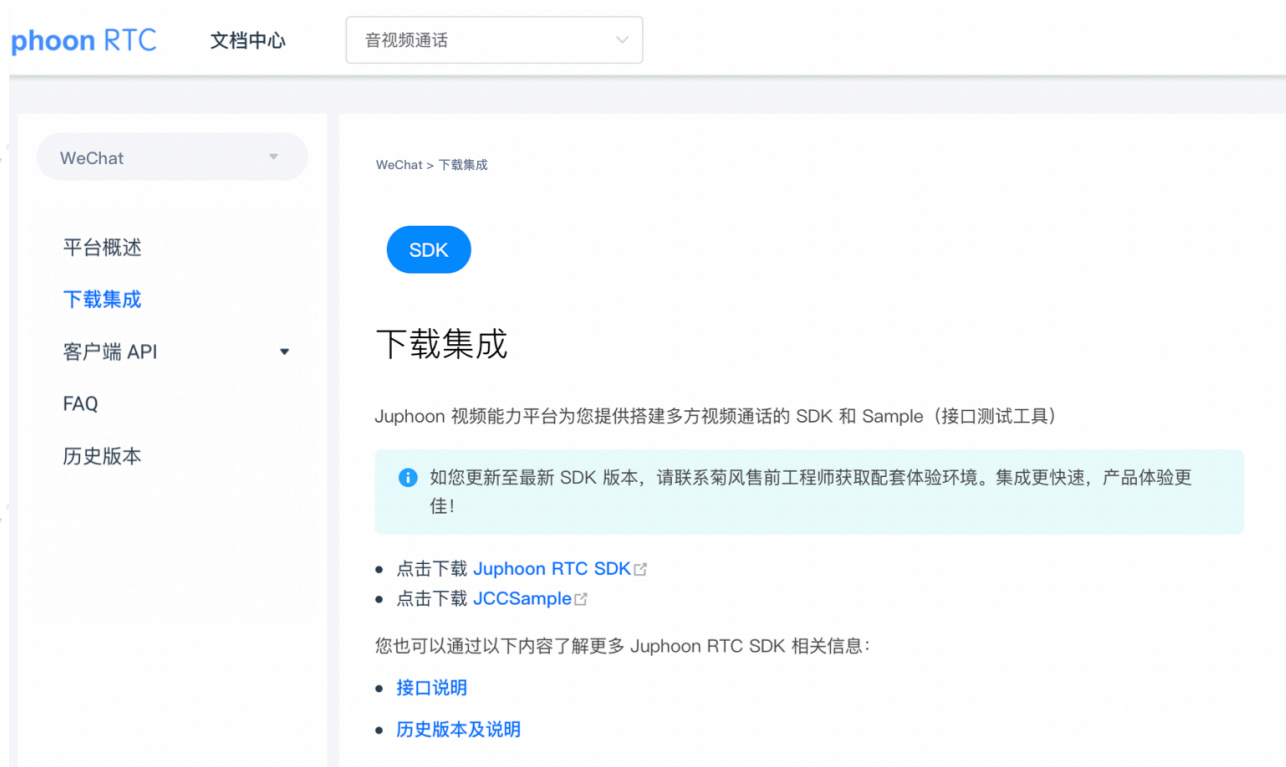 phoon RTC
文档中心
音视频通话
WeChat
平台概述
下载集成
客户端 API
FAQ
历史版本
WeChat > 下载集成
SDK
下载集成
Juphoon 视频能力平台为您提供搭建多方视频通话的 SDK 和 Sample（接口测试工具）
如您更新至最新 SDK 版本，请联系菊风售前工程师获取配套体验环境。集成更快速，产品体验更
佳！
点击下载 Juphoon RTC SDK
点击下载 JCCSample
您也可以通过以下内容了解更多 Juphoon RTC SDK 相关信息：
接口说明
历史版本及说明